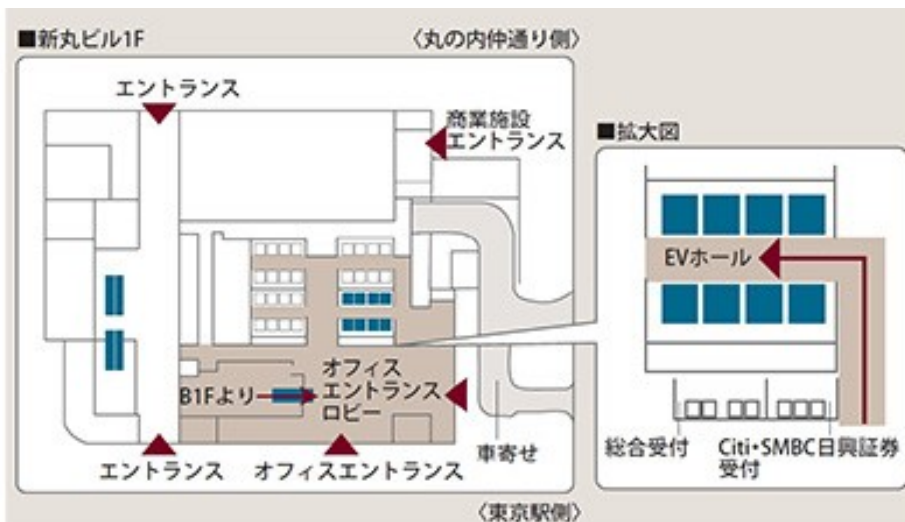 ■新丸ビル1F
〈丸の内仲通り側〉
エントランス
商業施設
エントランス
オフィス
エントランス
ロビー
B1Fより
エントランス
オフィスエントランス
車寄せ
〈東京駅側〉
■拡大図
EVホール
総合受付
Citi・SMBC日興証券
受付